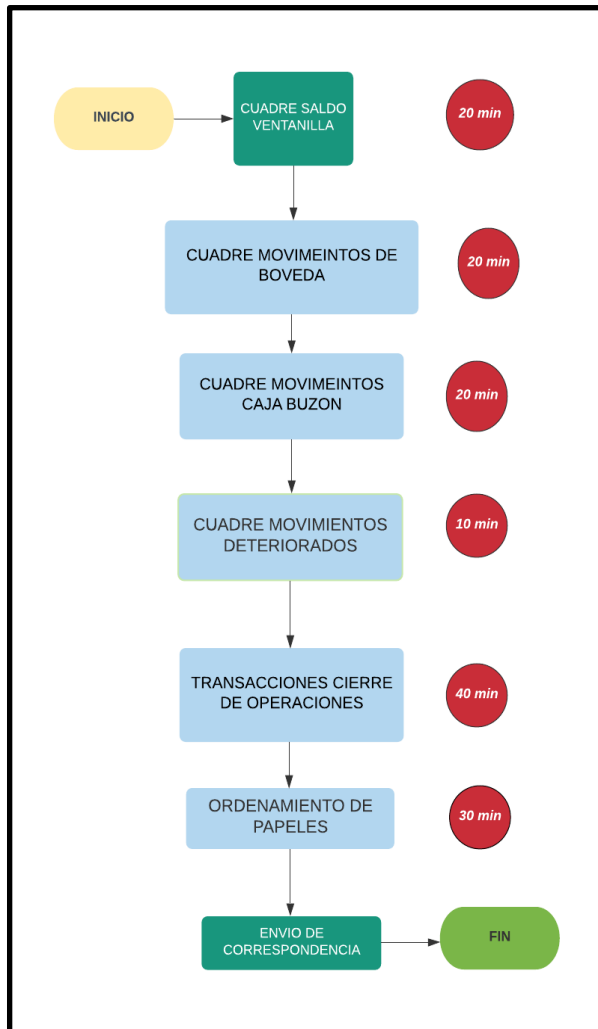 INICIO
CUADRE SALDO
VENTANILLA
20 min
CUADRE MOVIMEINTOS DE
BOVEDA
20 min
CUADRE MOVIMEINTOS
CAJA BUZON
20 min
CUADRE MOVIMIENTOS
DETERIORADOS
10 min
TRANSACCIONES CIERRE
DE OPERACIONES
40 min
ORDENAMIENTO DE
PAPELES
30 min
ENVIO DE
CORRESPONDENCIA
FIN